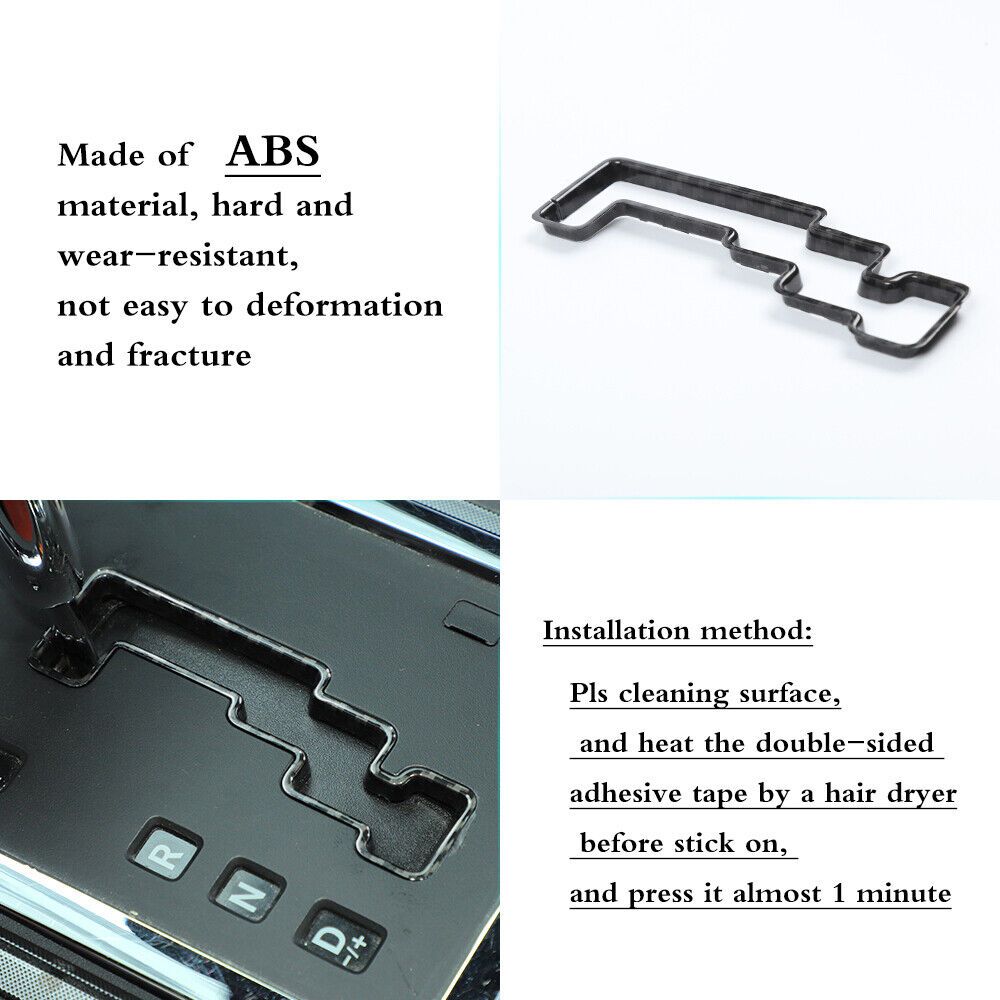 Made of ABS
material, hard and
wear-resistant,
not easy to deformation
and fracture
R
N
D
-/+
Installation method:
Pls cleaning surface,
and heat the double-sided
adhesive tape by a hair dryer
before stick on,
and press it almost 1 minute